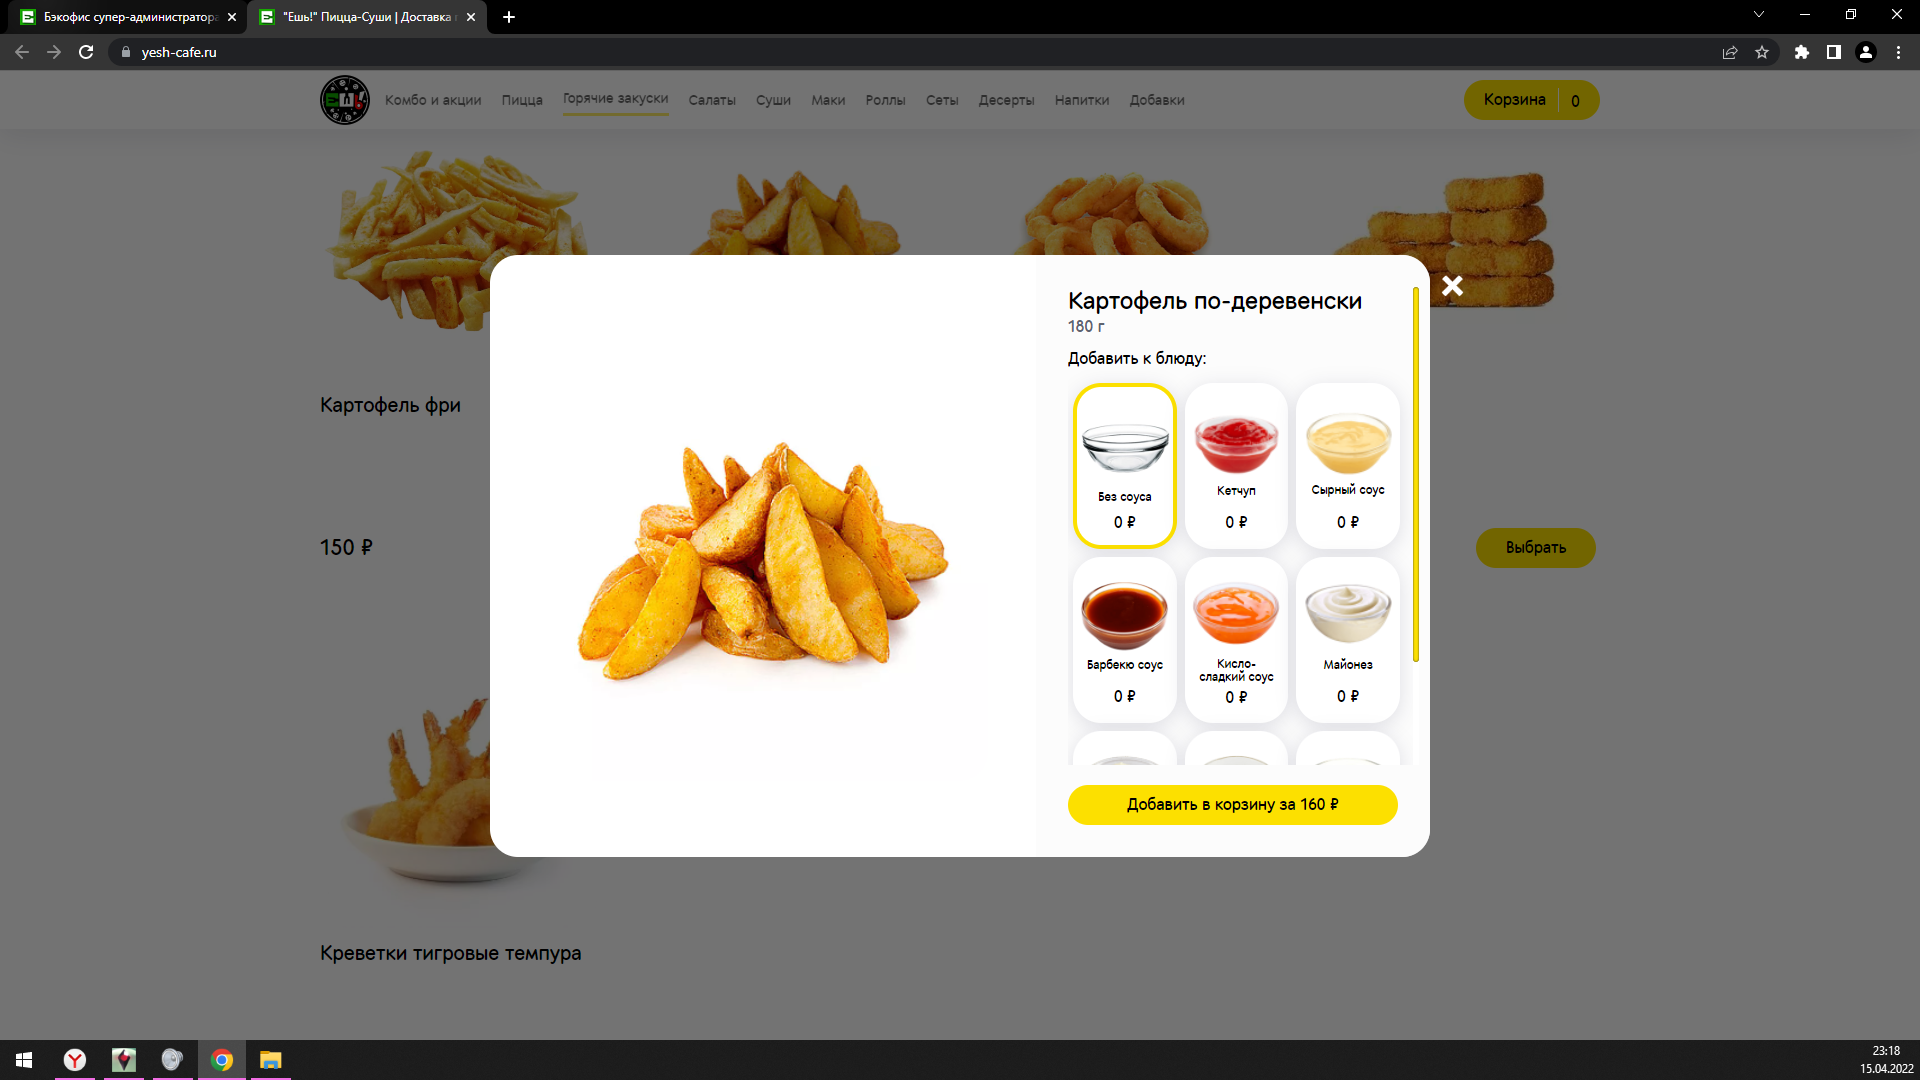 Бэкофис супер-администратора
"Ешь!" Пицца-Суши | Доставка
yesh-cafe.ru
Комбо и акции
Пицца
Горячие закуски
Салаты
Суши
Маки
Роллы
Сеты
Десерты
Напитки
Добавки
Корзина
0
Картофель фри
150 ₽
Выбрать
Креветки тигровые темпура
Картофель по-деревенски
180 г
Добавить к блюду:
Без соуса
0 ₽
Кетчуп
0 ₽
Сырный соус
0 ₽
Барбекю соус
0 ₽
Кисло-
сладкий соус
0 ₽
Майонез
0 ₽
Добавить в корзину за 160 ₽
23:18
15.04.2022